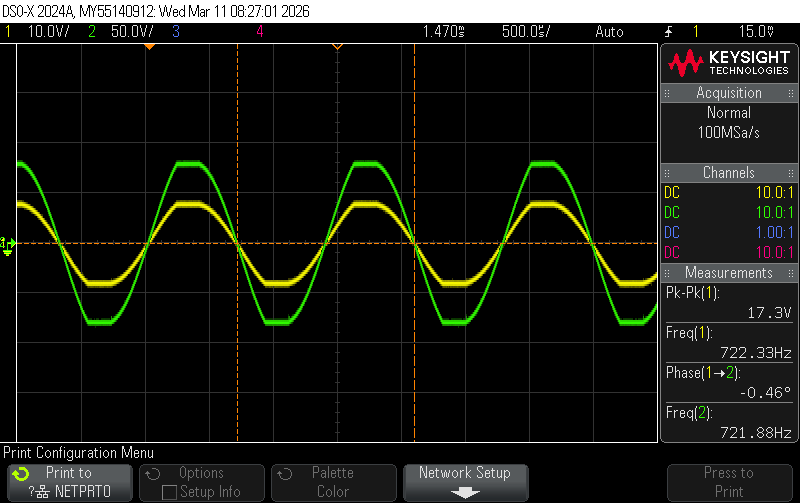 DSO-X 2024A, MY55140912: Wed Mar 11 08:27:01 2026
1 10.0V/ 2 50.0V/ 3 4 1.470s 500.0s/ Auto 1 15.0V
KEYSIGHT
TECHNOLOGIES
Acquisition
Normal
100MSa/s
Channels
DC 10.0:1
DC 10.0:1
DC 1.00:1
DC 10.0:1
Measurements
Pk-Pk(1):
17.3V
Freq(1):
722.33Hz
Phase(1→2):
-0.46°
Freq(2):
721.88Hz
Print Configuration Menu
Print to
? NETPRT0
Options
Setup Info
Palette
Color
Network Setup
Press to
Print